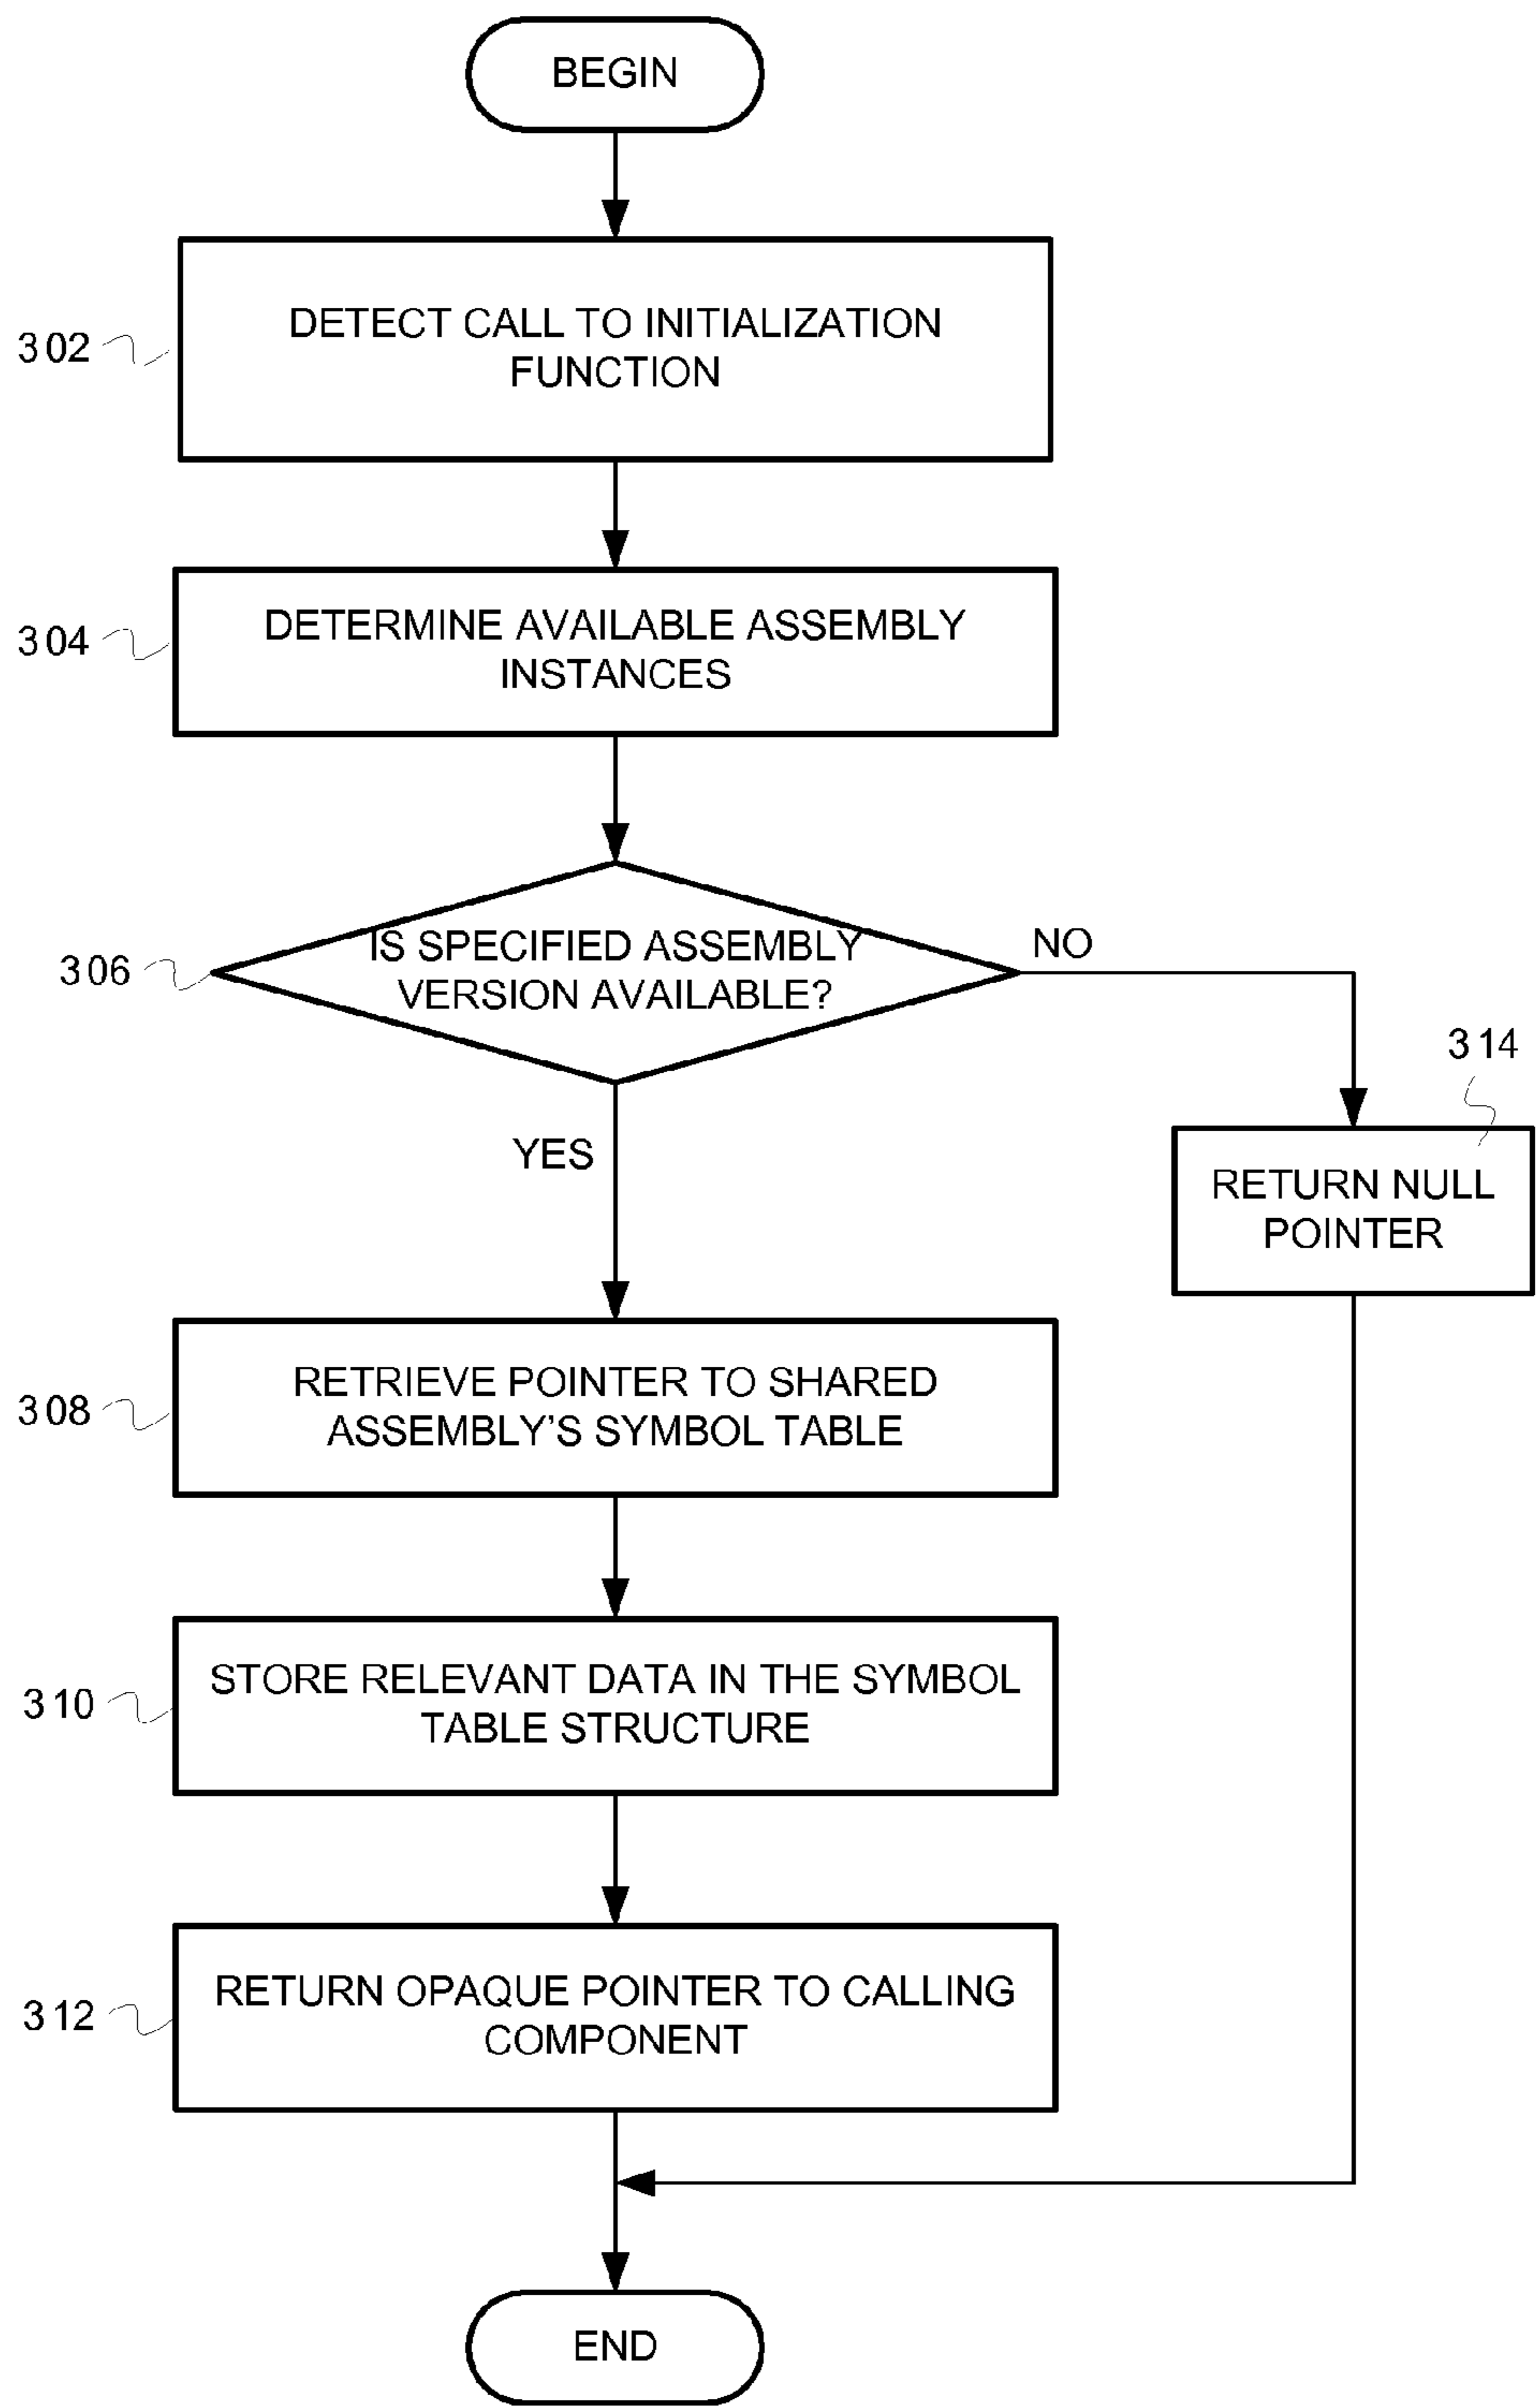 BEGIN
302
DETECT CALL TO INITIALIZATION
FUNCTION
304
DETERMINE AVAILABLE ASSEMBLY
INSTANCES
306
IS SPECIFIED ASSEMBLY
VERSION AVAILABLE?
NO
314
RETURN NULL
POINTER
YES
308
RETRIEVE POINTER TO SHARED
ASSEMBLY'S SYMBOL TABLE
310
STORE RELEVANT DATA IN THE SYMBOL
TABLE STRUCTURE
312
RETURN OPAQUE POINTER TO CALLING
COMPONENT
END